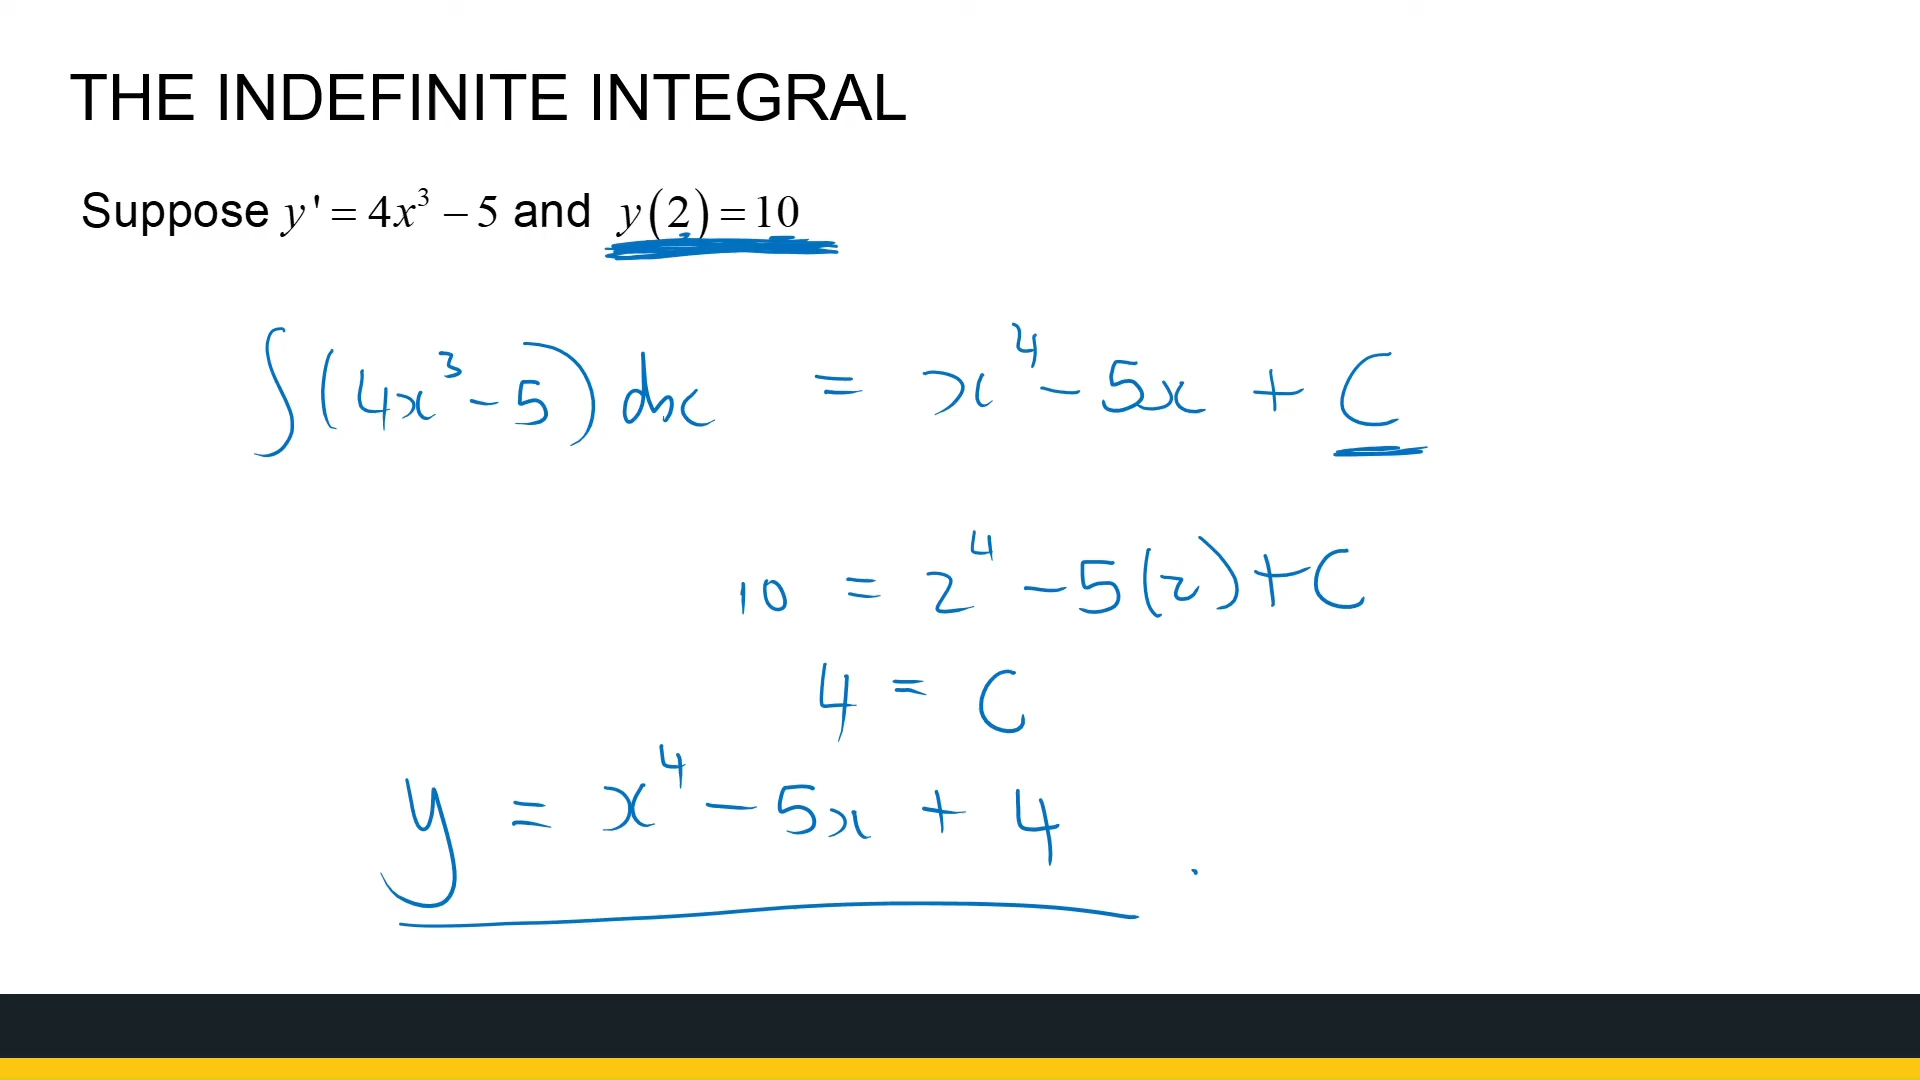 THE INDEFINITE INTEGRAL
Suppose y' = 4x³ − 5 and y(2) = 10
∫(4x³ − 5) dx = x⁴ − 5x + C
10 = 2⁴ − 5(2) + C
4 = C
y = x⁴ − 5x + 4